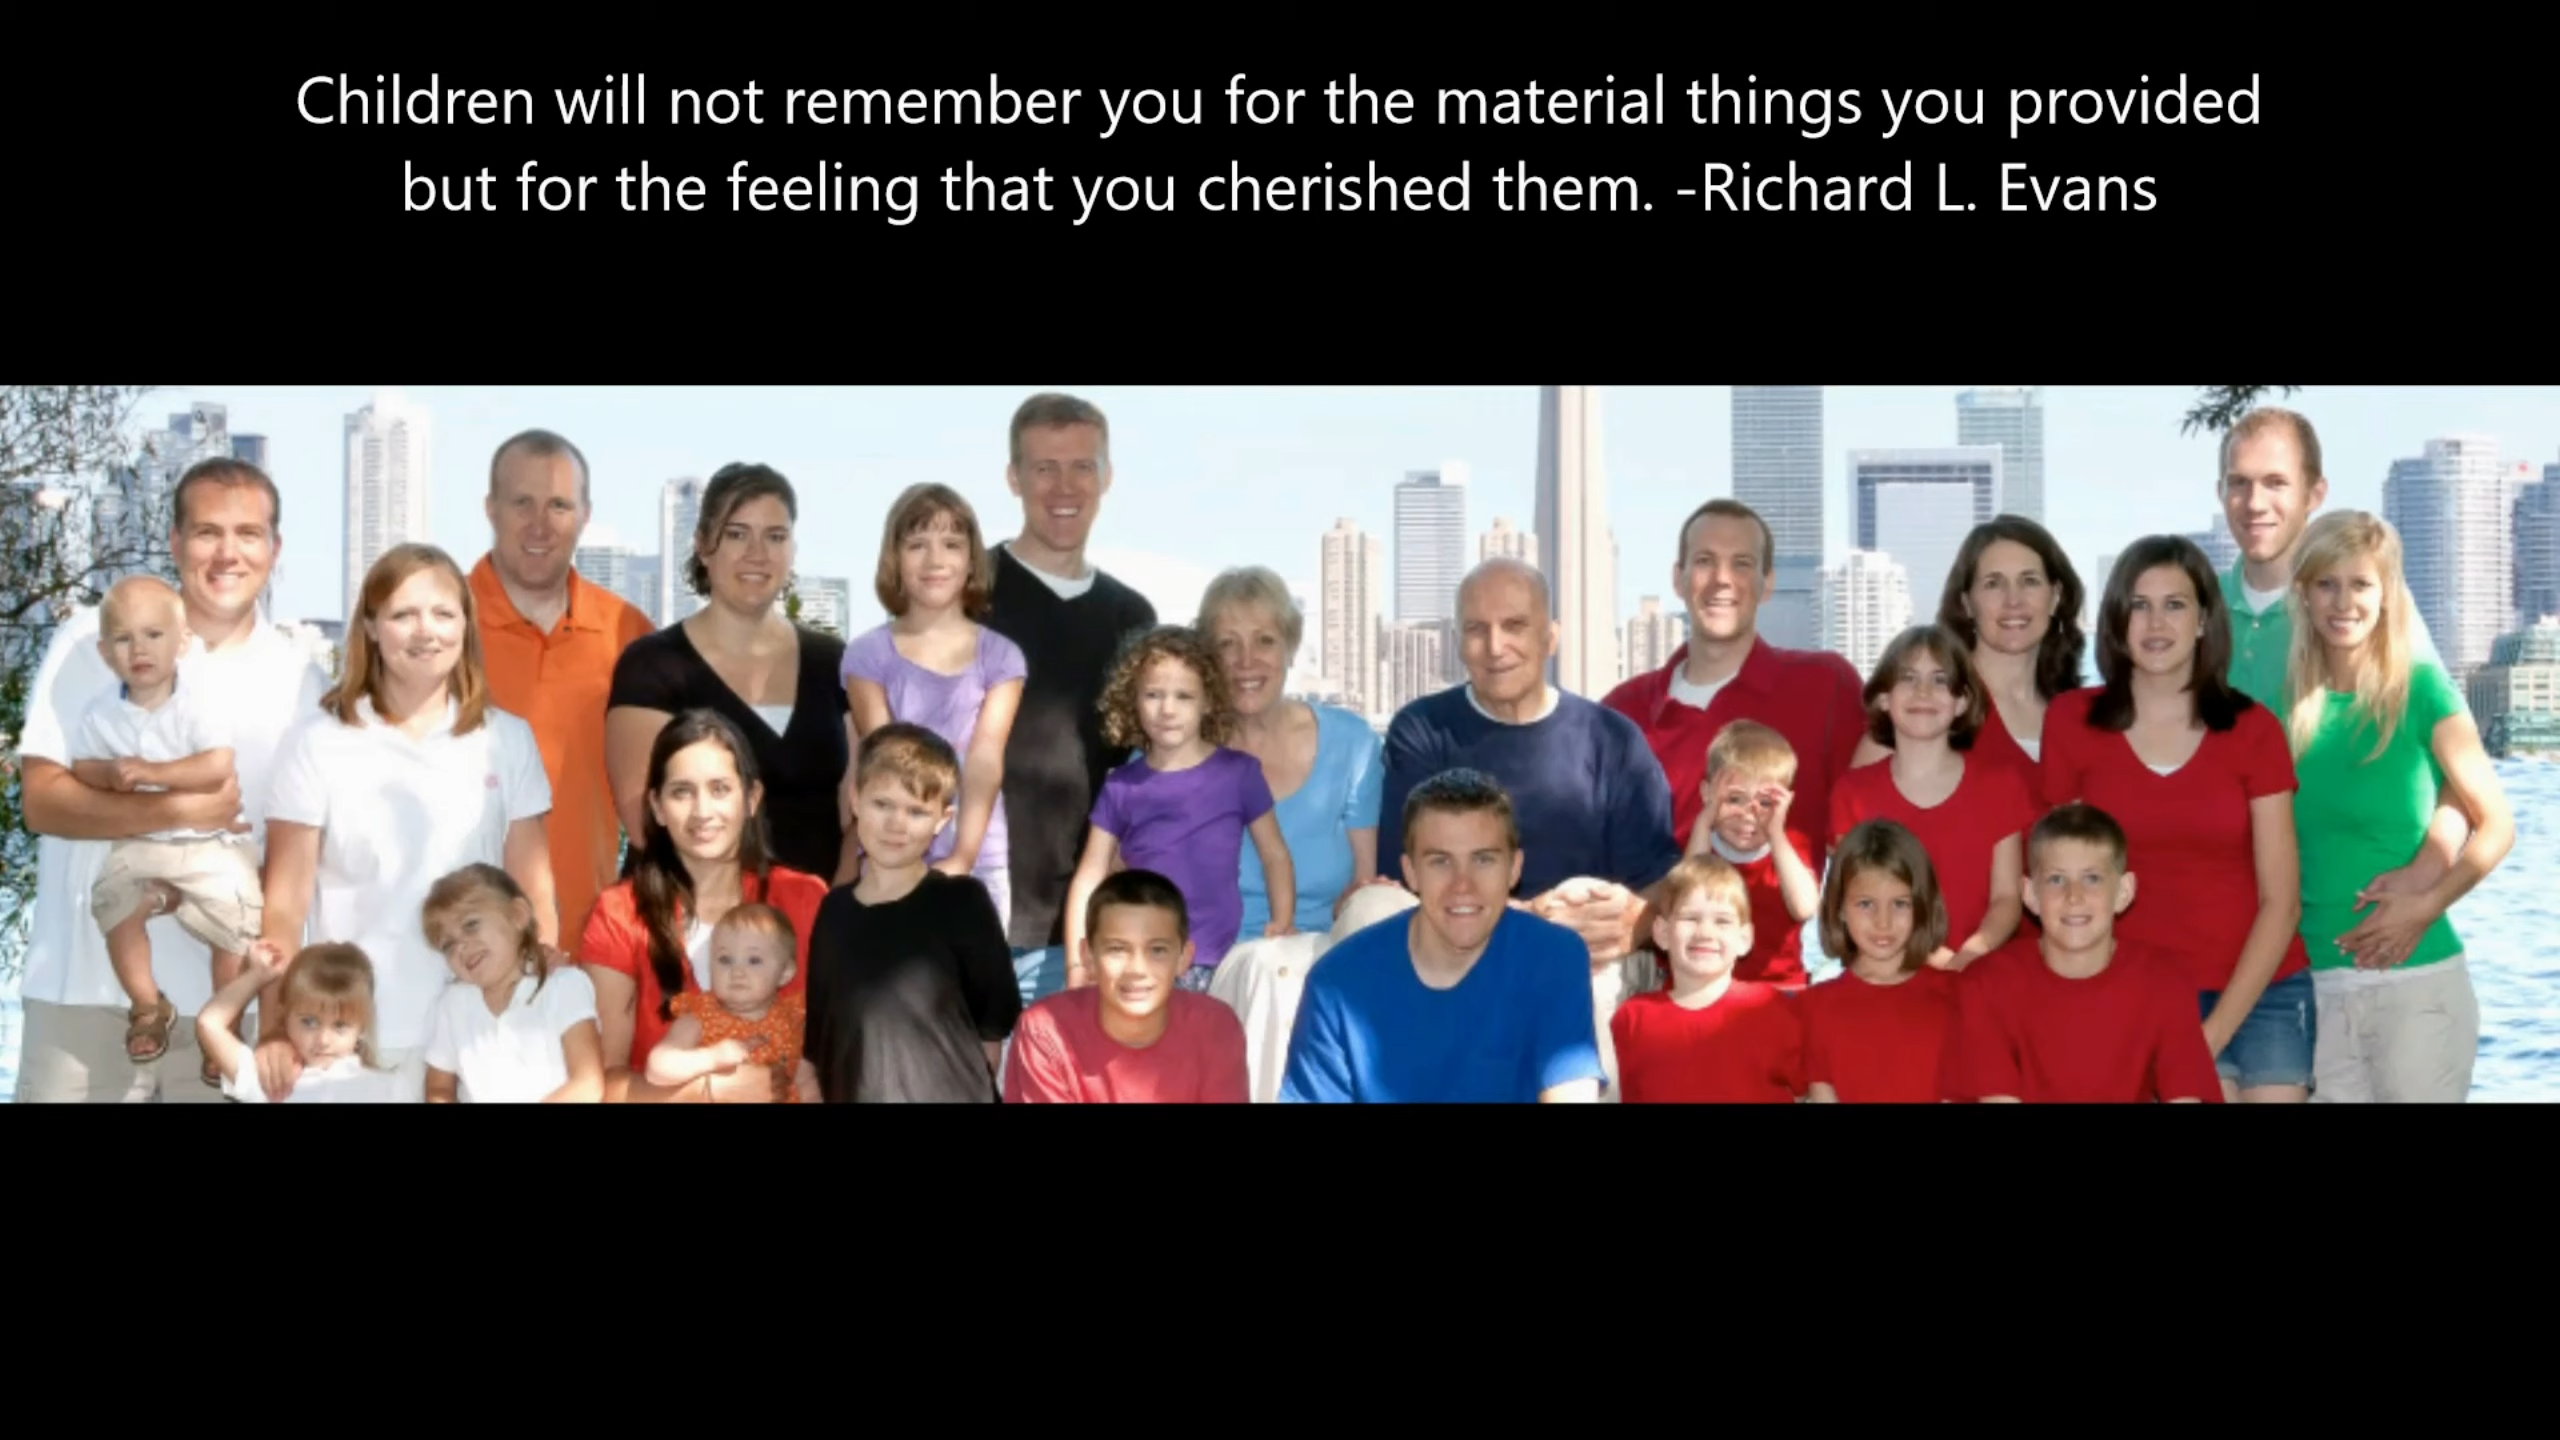 Children will not remember you for the material things you provided
but for the feeling that you cherished them. -Richard L. Evans